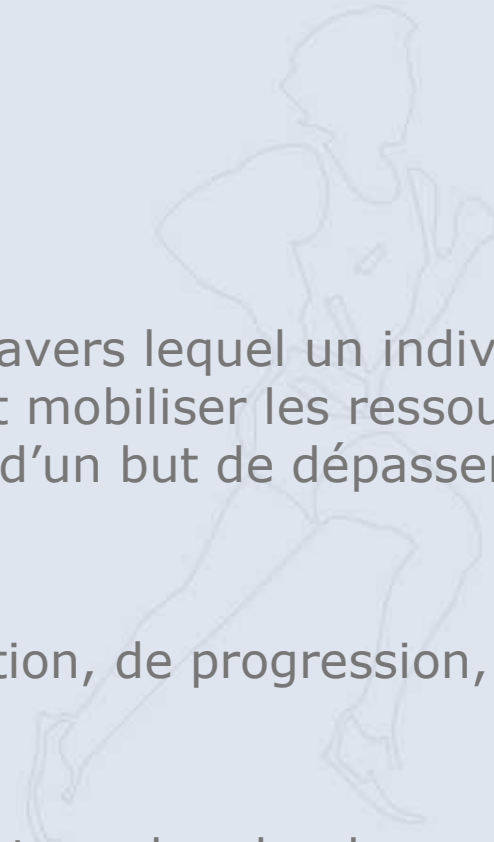 avers lequel un indiv
t mobiliser les ressou
d’un but de dépasser
tion, de progression,